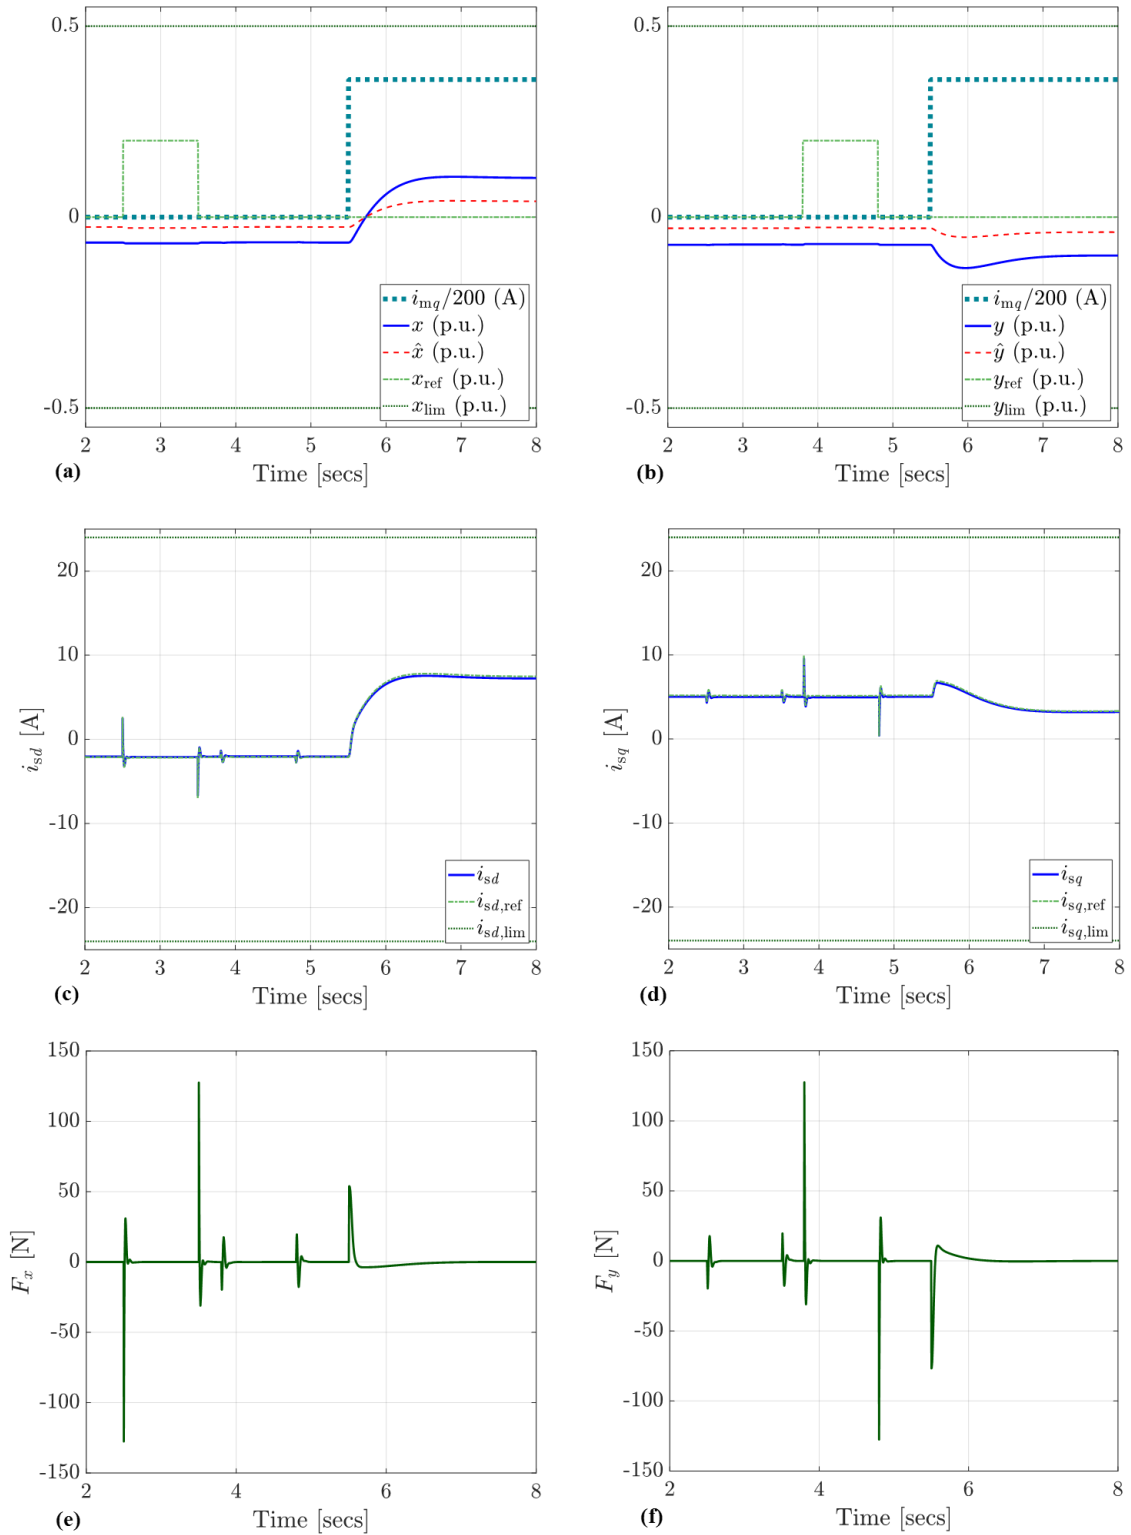 0.5
0
-0.5
i_mq/200 (A)
x (p.u.)
x̂ (p.u.)
x_ref (p.u.)
x_lim (p.u.)
2 3 4 5 6 7 8
(a) Time [secs]
0.5
0
-0.5
i_mq/200 (A)
y (p.u.)
ŷ (p.u.)
y_ref (p.u.)
y_lim (p.u.)
2 3 4 5 6 7 8
(b) Time [secs]
i_sd [A]
20
10
0
-10
-20
i_sd
i_sd,ref
i_sd,lim
2 3 4 5 6 7 8
(c) Time [secs]
i_sq [A]
20
10
0
-10
-20
i_sq
i_sq,ref
i_sq,lim
2 3 4 5 6 7 8
(d) Time [secs]
F_x [N]
150
100
50
0
-50
-100
-150
2 4 6 8
(e) Time [secs]
F_y [N]
150
100
50
0
-50
-100
-150
2 4 6 8
(f) Time [secs]